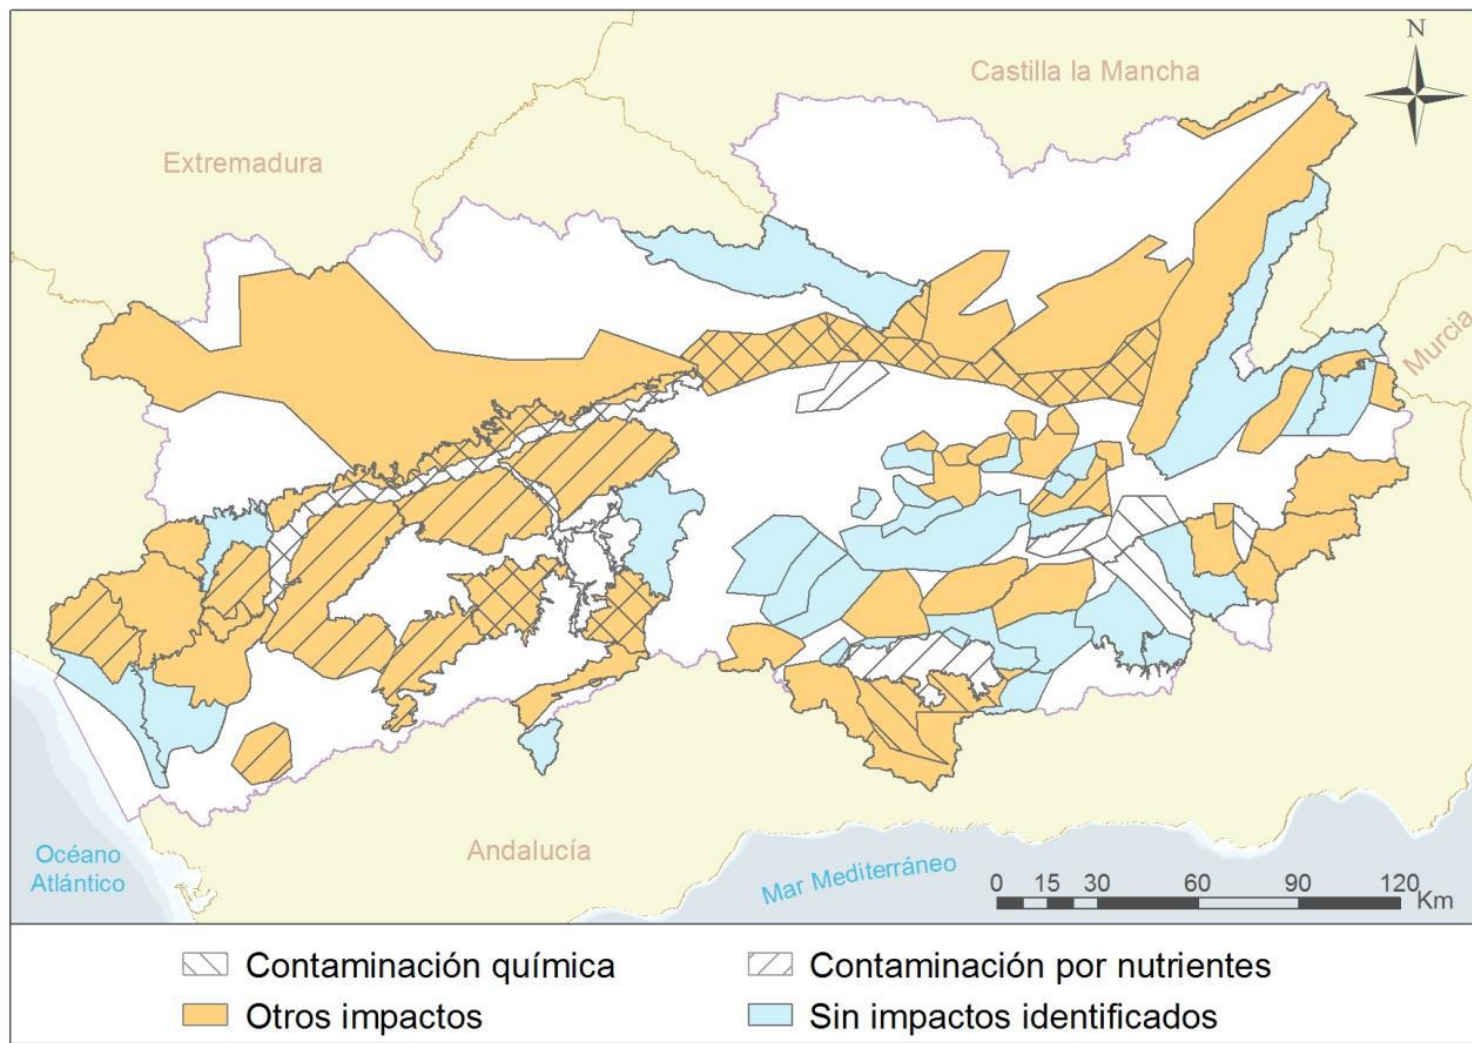 N
Castilla la Mancha
Extremadura
Murcia
Andalucía
Océano
Atlántico
Mar Mediterráneo
0 15 30 60 90 120
Km
Contaminación química
Contaminación por nutrientes
Otros impactos
Sin impactos identificados